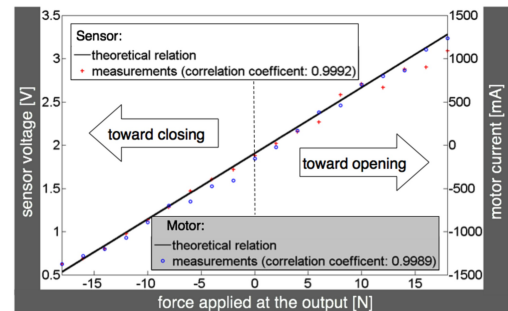 Sensor:
theoretical relation
measurements (correlation coefficent: 0.9992)
toward closing
toward opening
Motor:
theoretical relation
measurements (correlation coefficent: 0.9989)
sensor voltage [V]
3.5
3
2.5
2
1.5
1
0.5
motor current [mA]
1500
1000
500
0
-500
-1000
-1500
-15 -10 -5 0 5 10 15
force applied at the output [N]